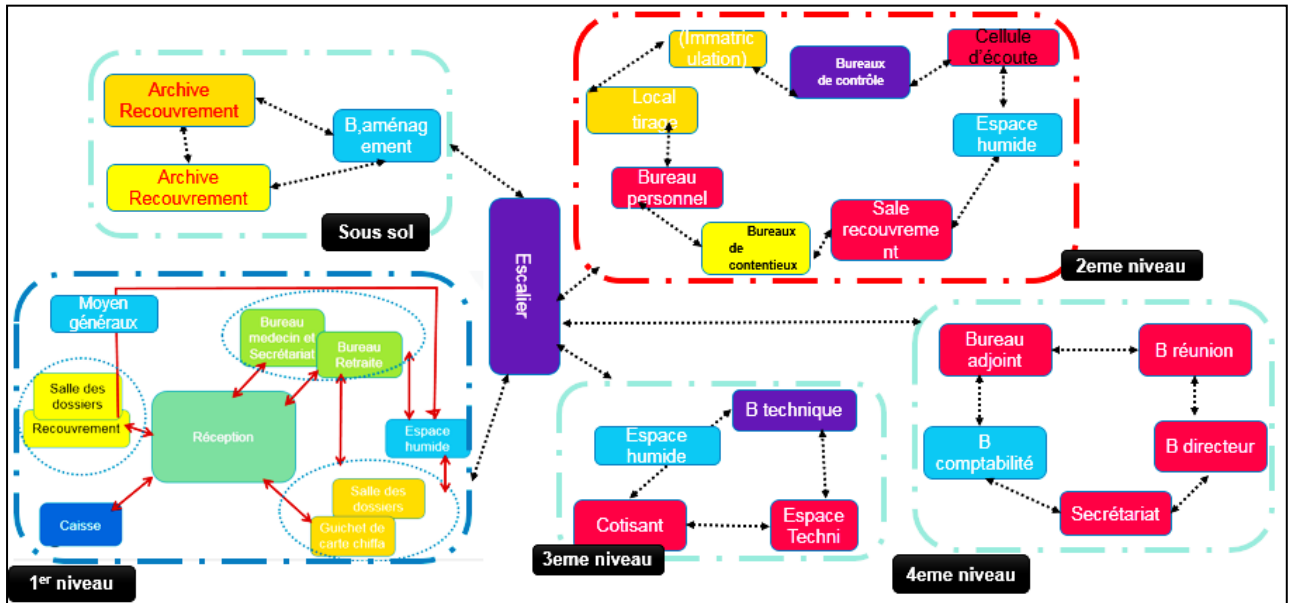 Archive
Recouvrement
B,aménag
ement
Archive
Recouvrement
Sous sol
(Immatric
ulation)
Bureaux
de contrôle
Cellule
d'écoute
Local
tirage
Espace
humide
Bureau
personnel
Sale
recouvreme
nt
Bureaux
de
contentieux
2eme niveau
Escalier
Moyen
généraux
Bureau
medecin et
Secrétariat
Bureau
Retraite
Salle des
dossiers
Recouvrement
Réception
Espace
humide
Salle des
dossiers
Guichet de
carte chiffa
Caisse
1er niveau
B technique
Espace
humide
Cotisant
Espace
Techni
3eme niveau
Bureau
adjoint
B réunion
B
comptabilité
B directeur
Secrétariat
4eme niveau